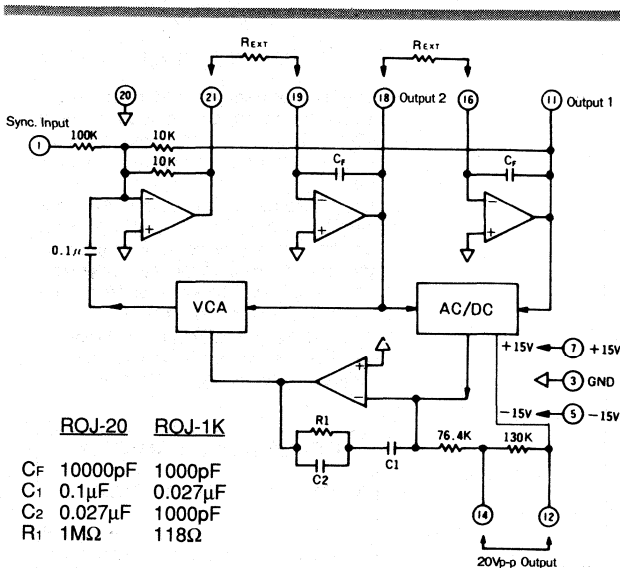 REXT
REXT
20
21
19
18
Output 2
16
11
Output 1
Sync. Input
1
100K
10K
10K
CF
CF
−
+
−
+
−
+
0.1μ
VCA
AC/DC
+15V
7
+15V
+
−
3
GND
−15V
5
−15V
R1
C2
C1
76.4K
130K
14
12
20Vp-p Output
ROJ-20 ROJ-1K
CF 10000pF 1000pF
C1 0.1μF 0.027μF
C2 0.027μF 1000pF
R1 1MΩ 118Ω